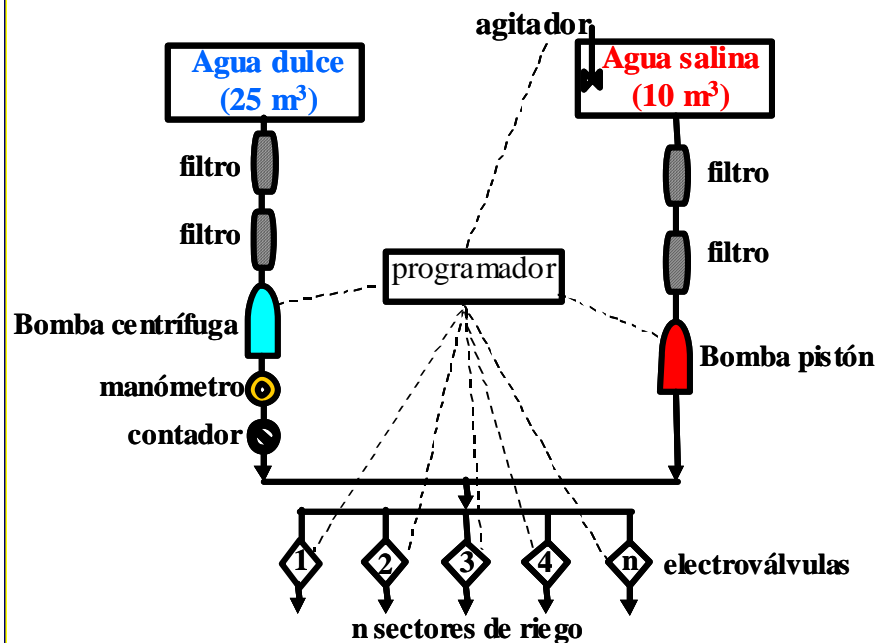 agitador
Agua dulce
(25 m³)
Agua salina
(10 m³)
filtro
filtro
filtro
filtro
programador
Bomba centrífuga
Bomba pistón
manómetro
contador
1
2
3
4
n
electroválvulas
n sectores de riego